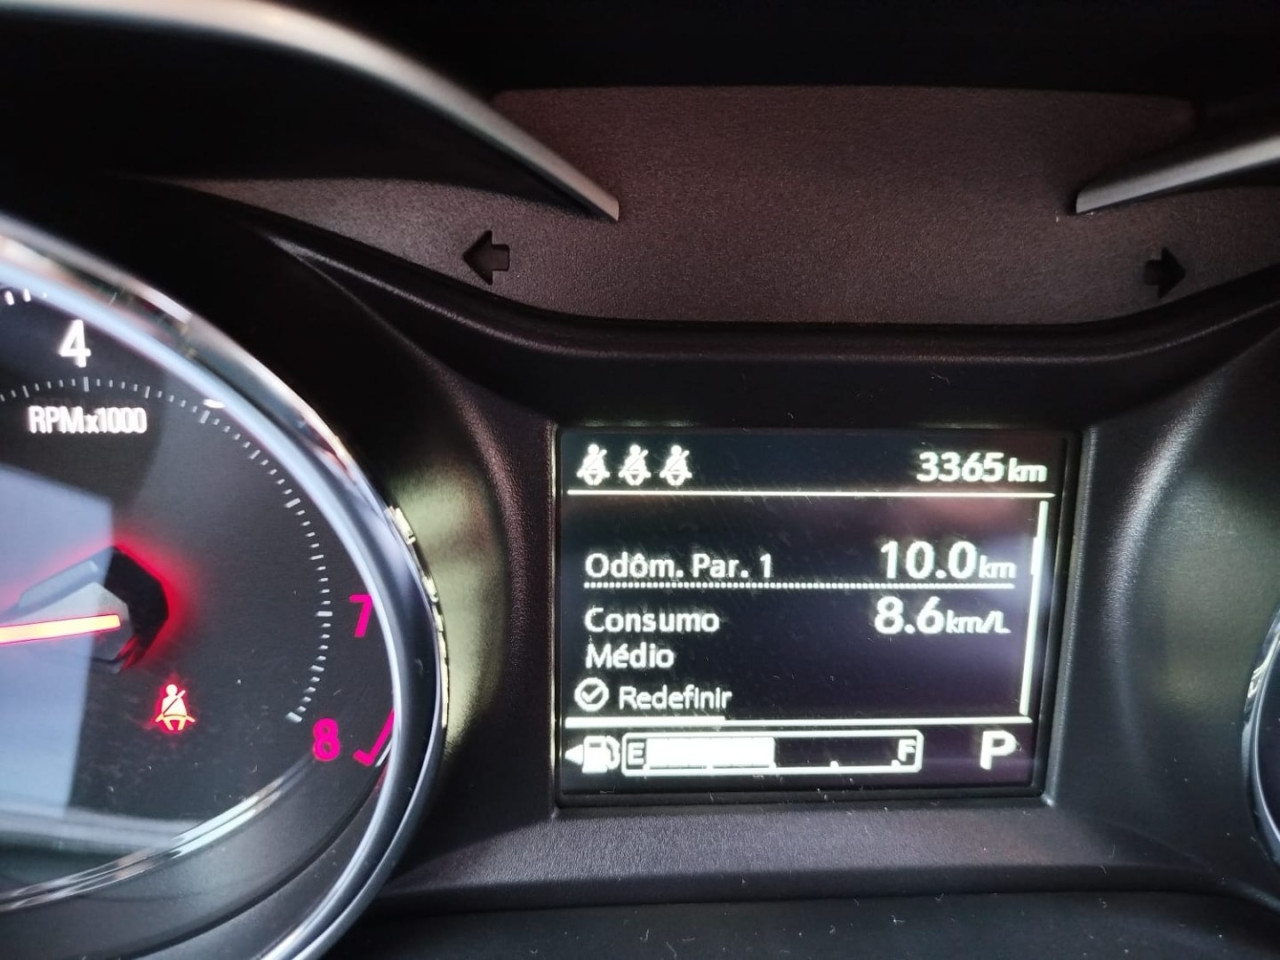 4
RPMx1000
7
8
3365 km
Odôm. Par. 1 10.0 km
Consumo 8.6 km/L
Médio
Redefinir
E F P